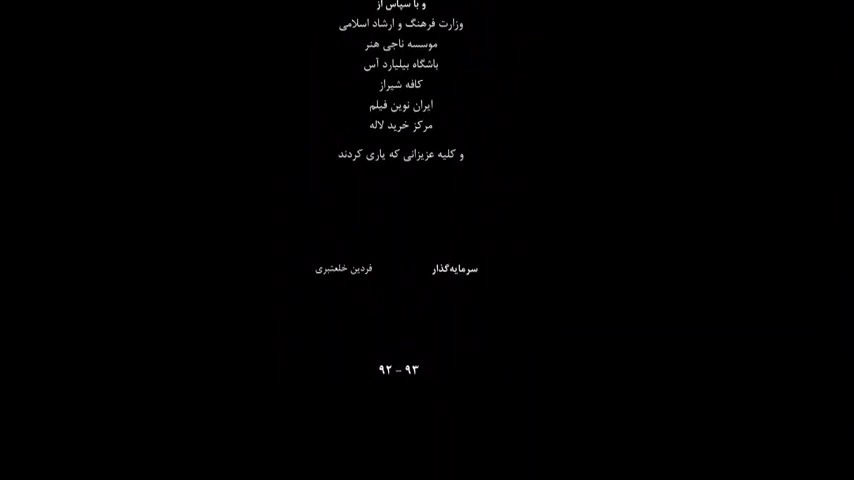 و با سپاس از
وزارت فرهنگ و ارشاد اسلامی
موسسه ناجی هنر
باشگاه بیلیارد آس
کافه شیراز
ایران نوین فیلم
مرکز خرید لاله
و کلیه عزیزانی که یاری کردند
سرمایه‌گذار فردین خلعتبری
۹۲ - ۹۳